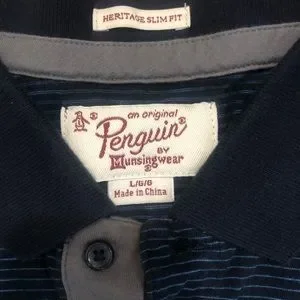 HERITAGE SLIM FIT
an original
Penguin®
BY
Munsingwear
L/G/G
Made in China